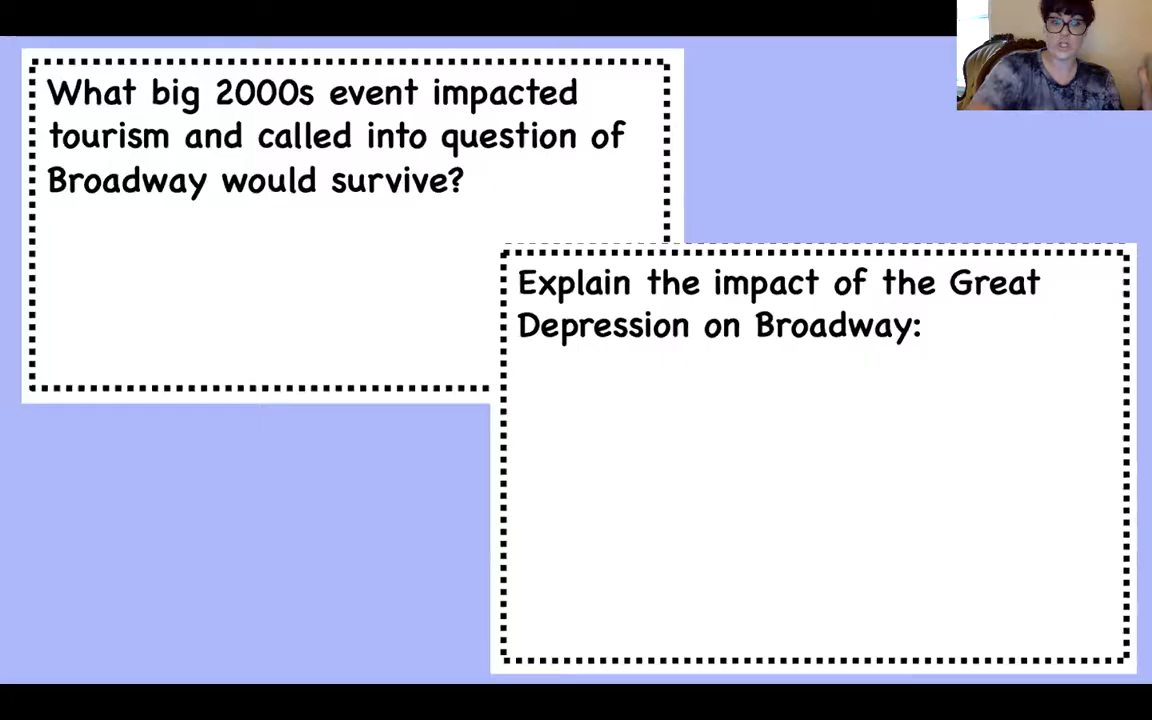 What big 2000s event impacted
tourism and called into question of
Broadway would survive?
Explain the impact of the Great
Depression on Broadway: